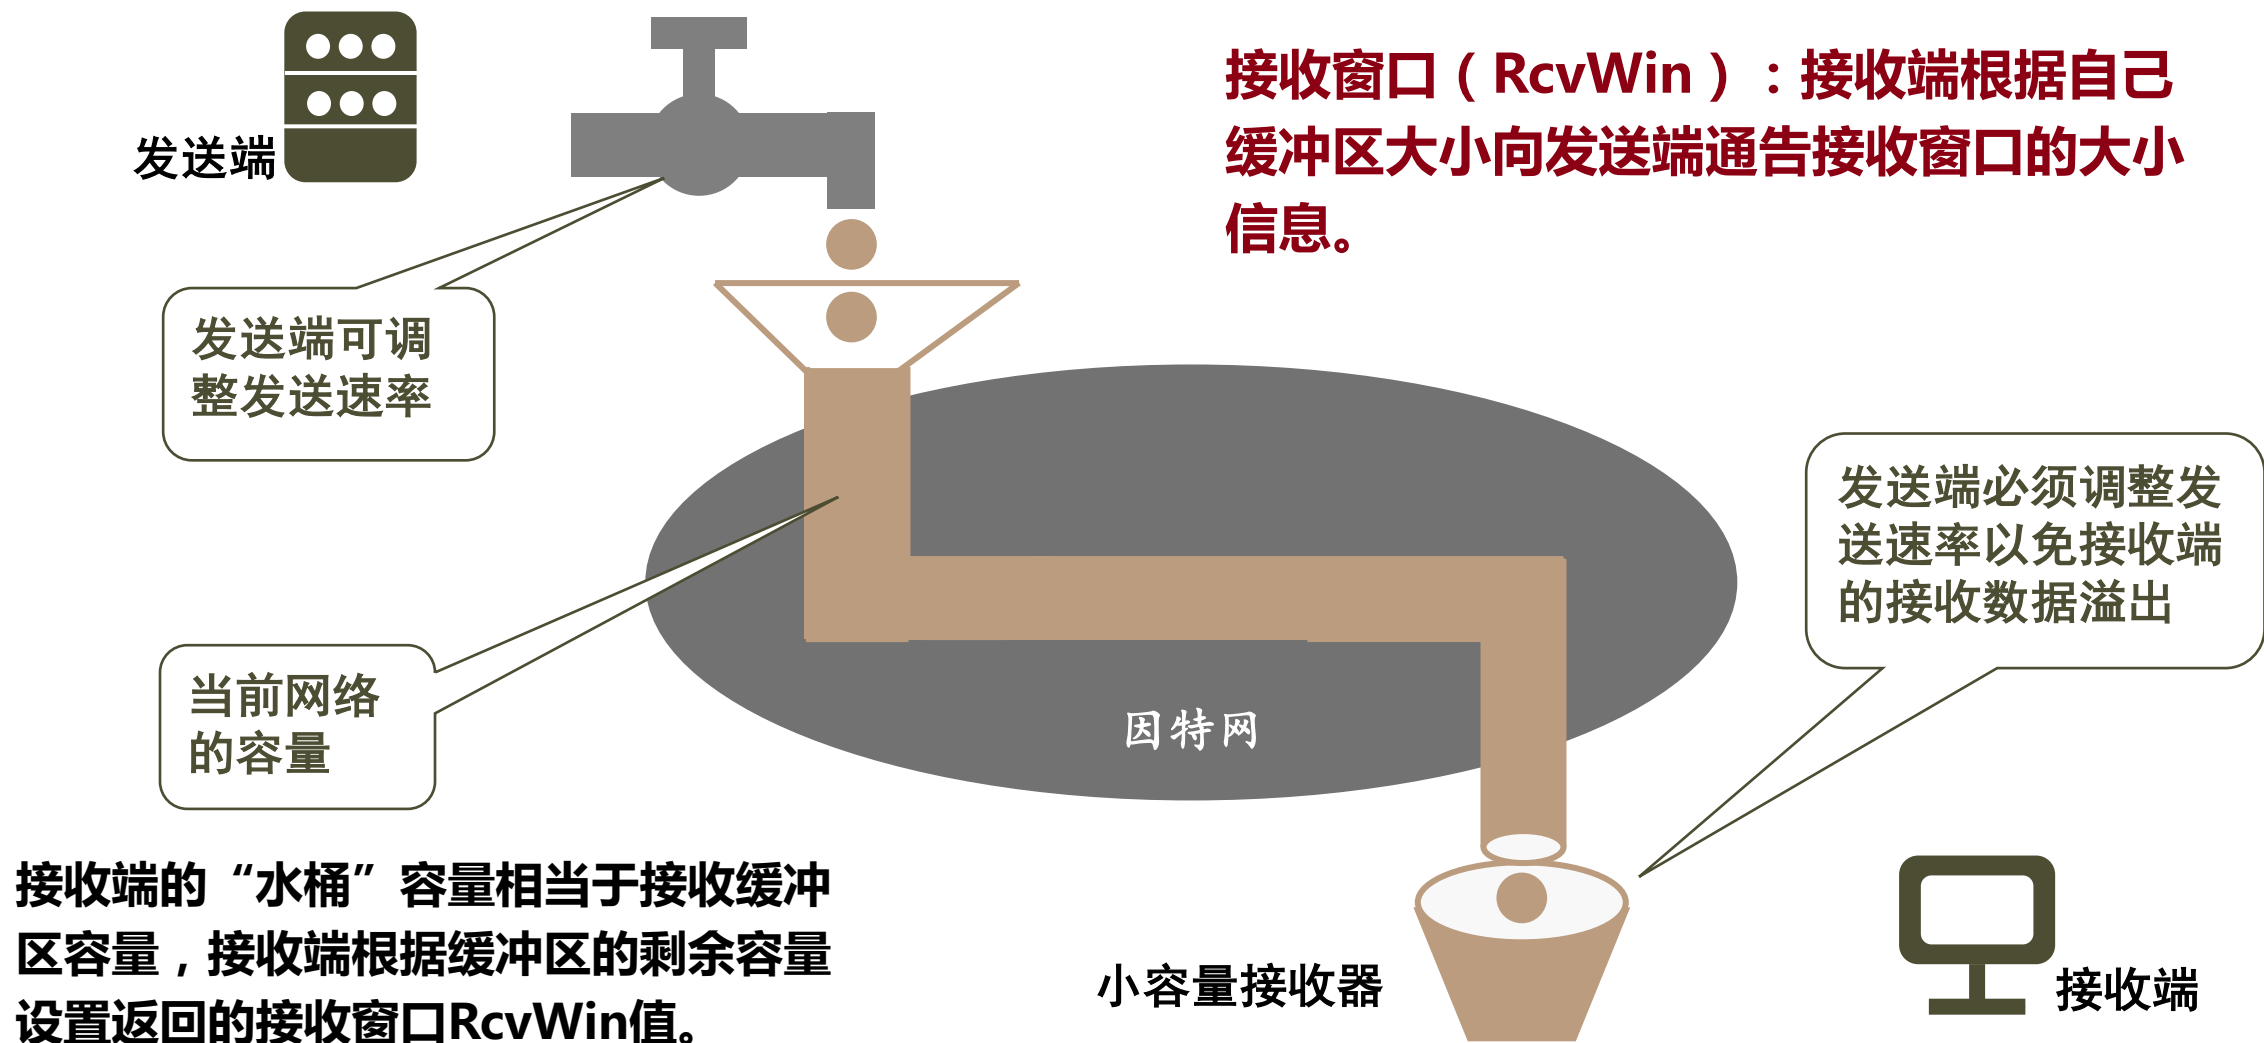 发送端
接收窗口（RcvWin）：接收端根据自己
缓冲区大小向发送端通告接收窗口的大小
信息。
发送端可调
整发送速率
发送端必须调整发
送速率以免接收端
的接收数据溢出
当前网络
的容量
因特网
接收端的“水桶”容量相当于接收缓冲
区容量，接收端根据缓冲区的剩余容量
设置返回的接收窗口RcvWin值。
小容量接收器
接收端